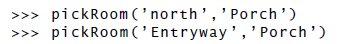 >>> pickRoom(’north’,’Porch’)
>>> pickRoom(’Entryway’,’Porch’)